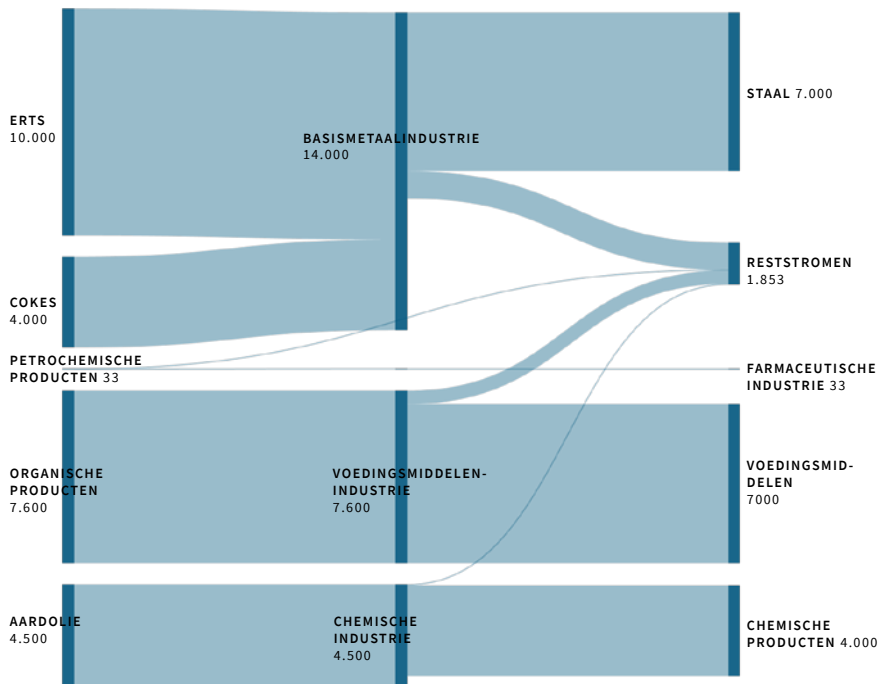 ERTS
10.000
COKES
4.000
PETROCHEMISCHE
PRODUCTEN 33
ORGANISCHE
PRODUCTEN
7.600
AARDOLIE
4.500
BASISMETAALINDUSTRIE
14.000
VOEDINGSMIDDELEN-
INDUSTRIE
7.600
CHEMISCHE
INDUSTRIE
4.500
STAAL 7.000
RESTSTROMEN
1.853
FARMACEUTISCHE
INDUSTRIE 33
VOEDINGSMID-
DELEN
7000
CHEMISCHE
PRODUCTEN 4.000